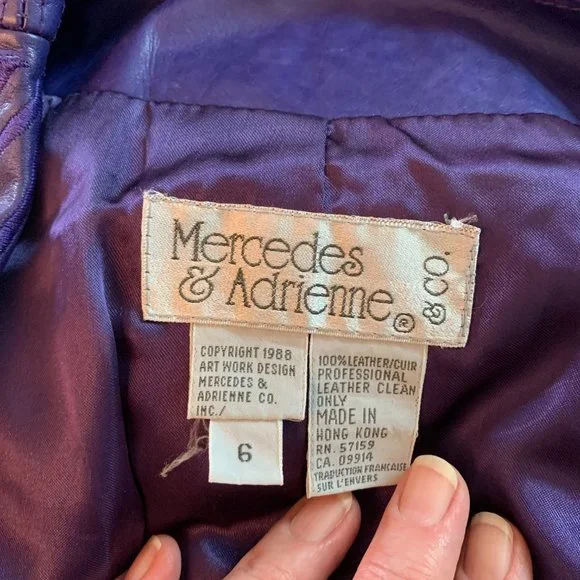 Mercedes
& Adrienne® & CO.
COPYRIGHT 1988
ART WORK DESIGN
MERCEDES &
ADRIENNE CO.
INC./
6
100% LEATHER/CUIR
PROFESSIONAL
LEATHER CLEAN
ONLY
MADE IN
HONG KONG
RN. 57159
CA. 09914
TRADUCTION FRANÇAISE
SUR L'ENVERS